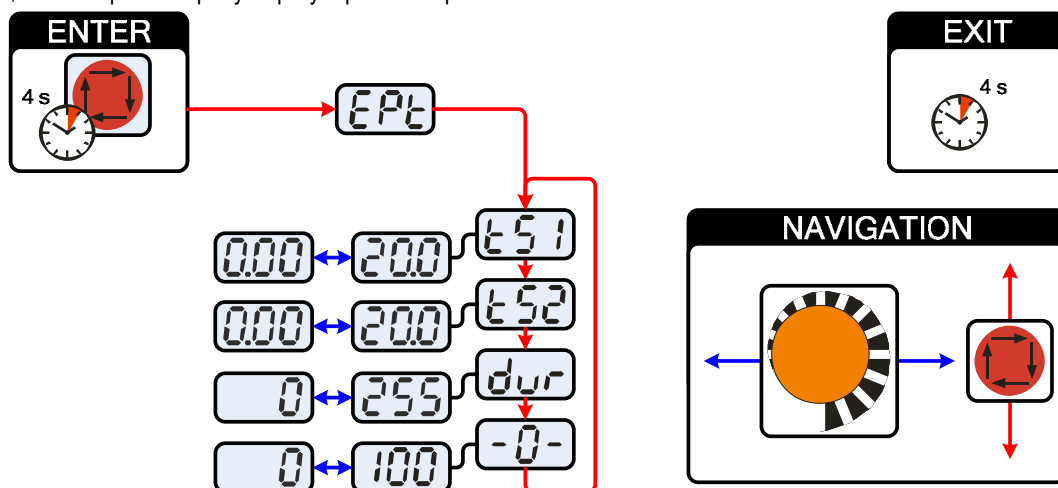 ENTER
EXIT
4 s
4 s
EPt
tS1
0.00
20.0
NAVIGATION
tS2
0.00
20.0
dvr
0
255
-0-
0
100